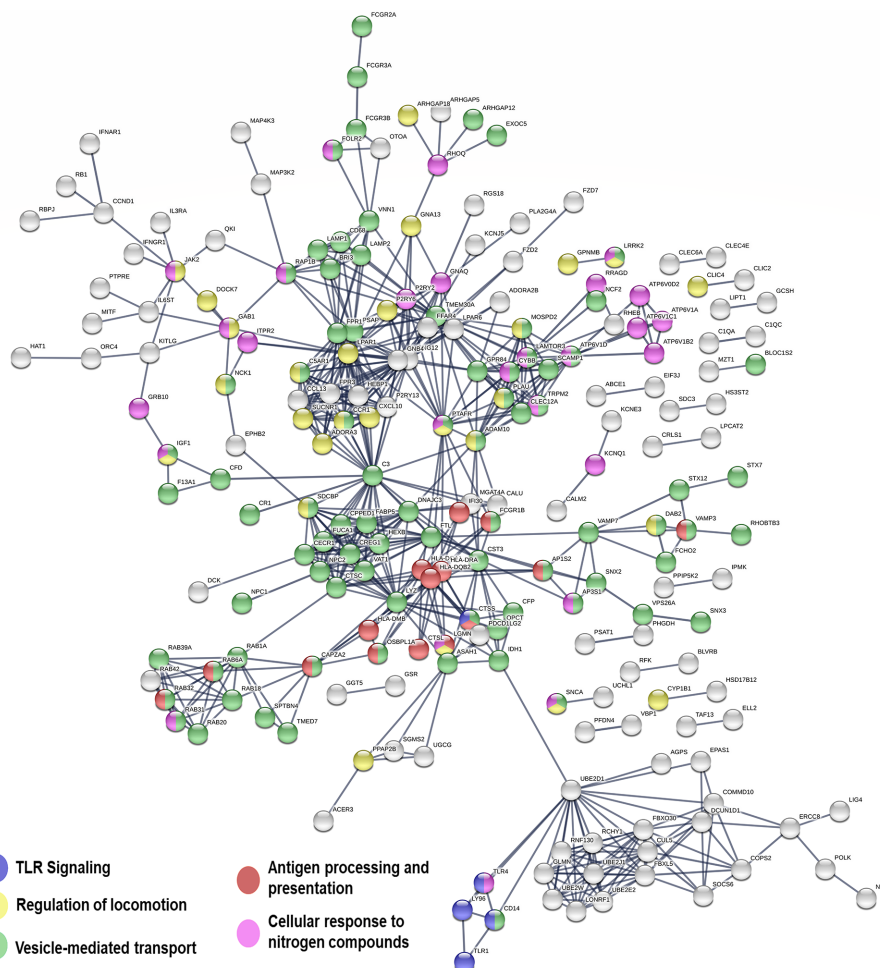 FCGR2A
FCGR3A
ARHGAP18
ARHGAP5
ARHGAP12
FCGR3B
EXOC5
MAP4K3
IFNAR1
FOLR2
OTOA
RHOQ
RB1
MAP3K2
CCND1
RBPJ
IL3RA
VNN1
GNA13
RGS18
FZD7
PLA2G4A
QKI
IFNGR1
LAMP1
CD68
KCNJ5
JAK2
RAP1B
BRI3
LAMP2
FZD2
GPNMB
LRRK2
CLEC6A
CLEC4E
PTPRE
DOCK7
IL6ST
P2RY2
GNAQ
P2RY6
ADORA2B
RRAGD
NCF2
ATP6V0D2
CLIC4
CLIC2
LIPT1
GCSH
MITF
GAB1
FPR1
PSAP
TMEM30A
FFAR4
LPAR6
MOSPD2
RHEB
ATP6V1A
ATP6V1C1
ITPR2
LPAR1
GNB4
C1QA
C1QC
HAT1
ORC4
KITLG
C5AR1
GPR84
CYBB
LAMTOR3
ATP6V1D
SCAMP1
ATP6V1B2
MZT1
BLOC1S2
NCK1
CCL13
FPR3
HEBP1
P2RY13
PLAU
TRPM2
CLEC12A
ABCE1
EIF3J
GRB10
SUCNR1
CCR1
CXCL10
SDC3
HS3ST2
ADORA3
PTAFR
ADAM10
KCNE3
EPHB2
CRLS1
LPCAT2
IGF1
KCNQ1
F13A1
CFD
C3
STX12
STX7
CR1
SDCBP
MGAT4A
CALU
CALM2
CPPED1
FABP5
DNAJC3
IFI30
FCGR1B
VAMP7
DAB2
VAMP3
RHOBTB3
FUCA1
HEXB
FTL
CECR1
CREG1
CST3
FCHO2
NPC2
VAT1
HLA-DRA
HLA-DQB2
AP1S2
SNX2
PPIP5K2
IPMK
DCK
NPC1
CTSC
LYZ
AP3S1
VPS26A
SNX3
HLA-DMB
CTSS
CFP
PDCD1LG2
PHGDH
PSAT1
RAB39A
RAB1A
OSBPL1A
CTSL
LGMN
IDH1
RAB42
RAB6A
CAPZA2
ASAH1
RFK
BLVRB
RAB32
RAB18
GGT5
GSR
SNCA
UCHL1
CYP1B1
HSD17B12
RAB31
RAB20
SPTBN4
TMED7
PFDN4
VBP1
TAF13
ELL2
PPAP2B
SGMS2
UGCG
AGPS
EPAS1
UBE2D1
ACER3
COMMD10
DCUN1D1
LIG4
FBXO30
ERCC8
RNF130
RCHY1
CUL5
GLMN
UBE2J1
FBXL5
COPS2
POLK
TLR4
UBE2W
UBE2E2
SOCS6
LY96
LONRF1
CD14
TLR1
TLR Signaling
Regulation of locomotion
Vesicle-mediated transport
Antigen processing and
presentation
Cellular response to
nitrogen compounds